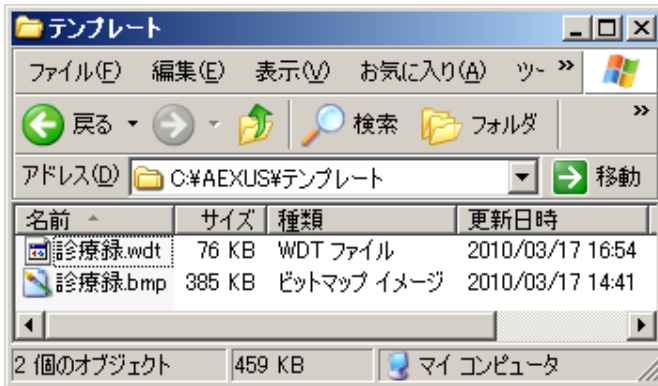 テンプレート
ファイル(F) 編集(E) 表示(V) お気に入り(A) ツ- »
戻る 検索 フォルダ »
アドレス(D) C:¥AEXUS¥テンプレート 移動
名前 サイズ 種類 更新日時
診療録.wdt 76 KB WDT ファイル 2010/03/17 16:54
診療録.bmp 385 KB ビットマップ イメージ 2010/03/17 14:41
2 個のオブジェクト 459 KB マイ コンピュータ